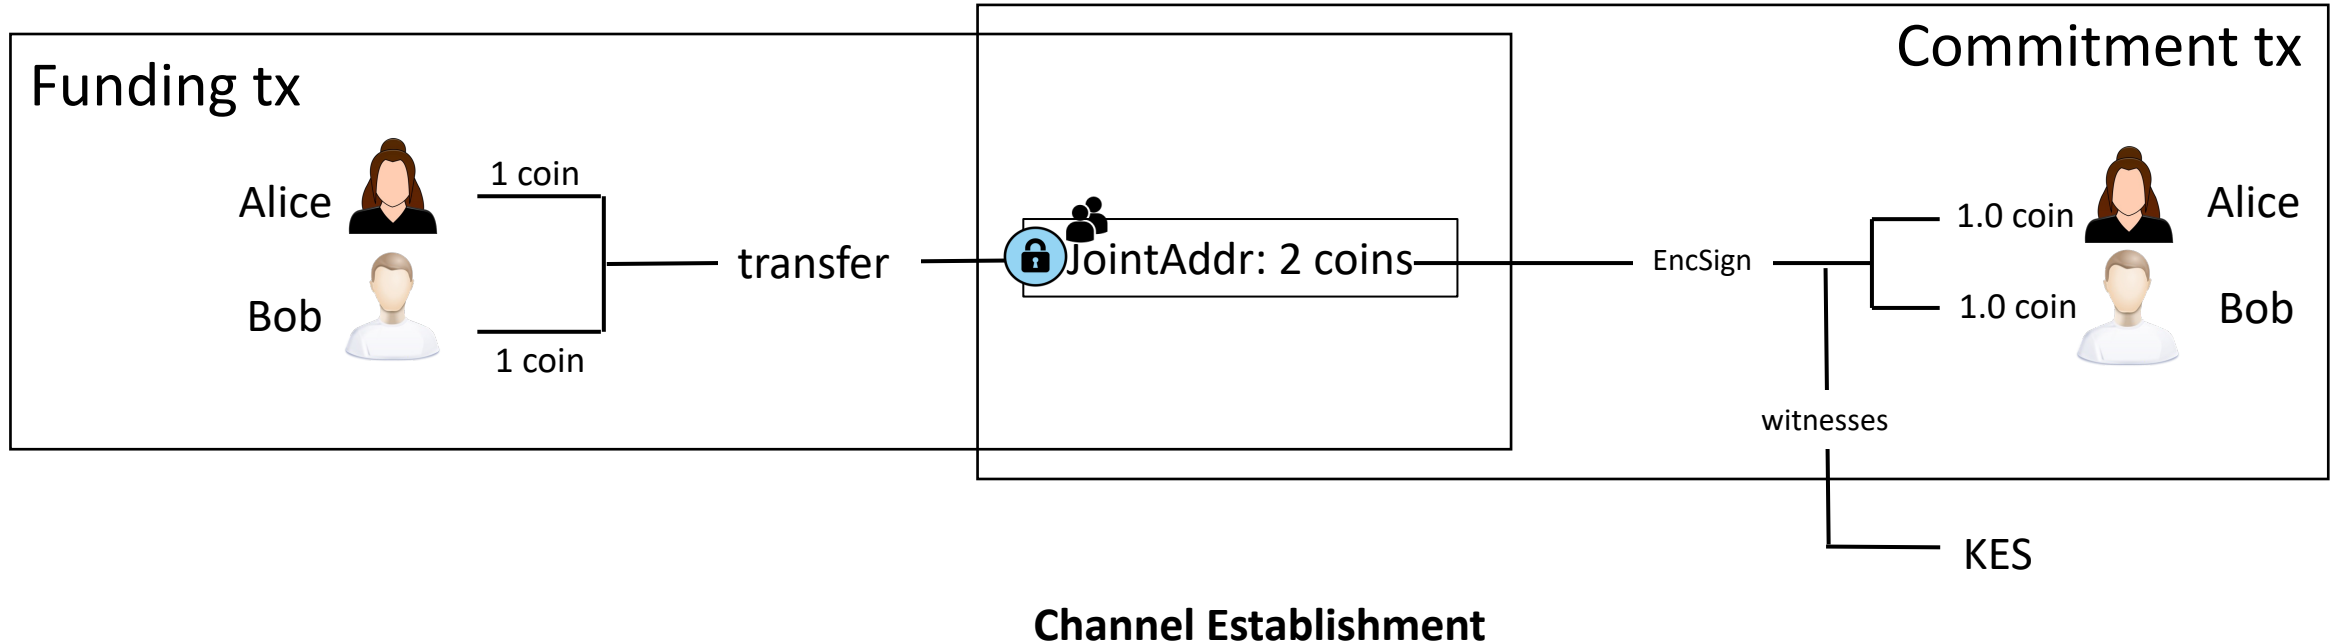 Funding tx
Commitment tx
Alice
1 coin
Bob
1 coin
transfer
JointAddr: 2 coins
EncSign
1.0 coin
Alice
1.0 coin
Bob
witnesses
KES
Channel Establishment